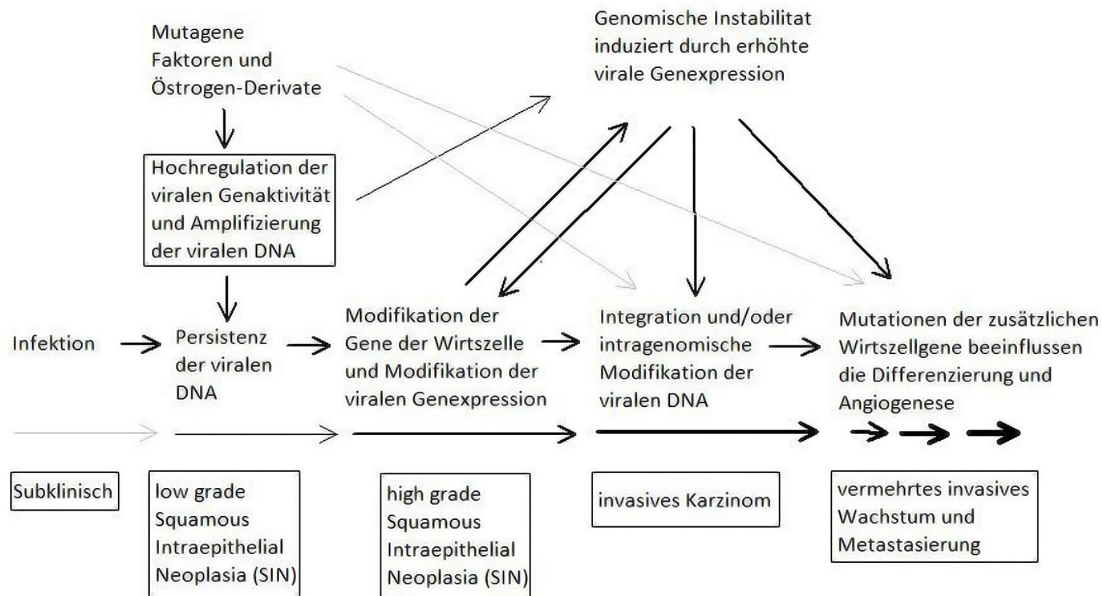 Mutagene
Faktoren und
Östrogen-Derivate
Genomische Instabilitat
induziert durch erhöhte
virale Genexpression
Hochregulation der
viralen Genaktivität
und Amplifizierung
der viralen DNA
Infektion
Persistenz
der viralen
DNA
Modifikation der
Gene der Wirtszelle
und Modifikation der
viralen Genexpression
Integration und/oder
intragenomische
Modifikation der
viralen DNA
Mutationen der zusätzlichen
Wirtszellgene beeinflussen
die Differenzierung und
Angiogenese
Subklinisch
low grade
Squamous
Intraepithelial
Neoplasia (SIN)
high grade
Squamous
Intraepithelial
Neoplasia (SIN)
invasives Karzinom
vermehrtes invasives
Wachstum und
Metastasierung